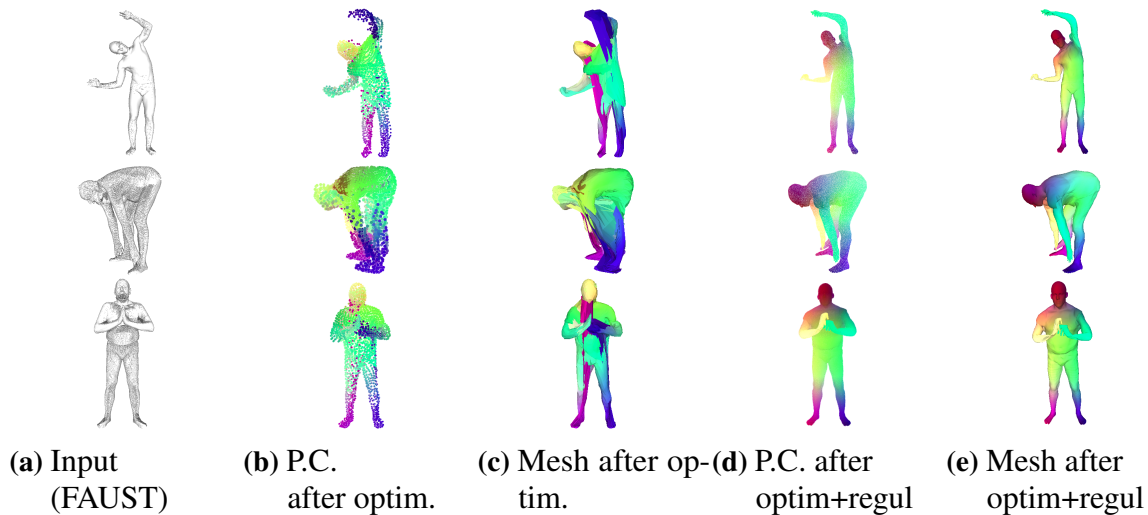 (a) Input
(FAUST)
(b) P.C.
after optim.
(c) Mesh after op-
tim.
(d) P.C. after
optim+regul
(e) Mesh after
optim+regul